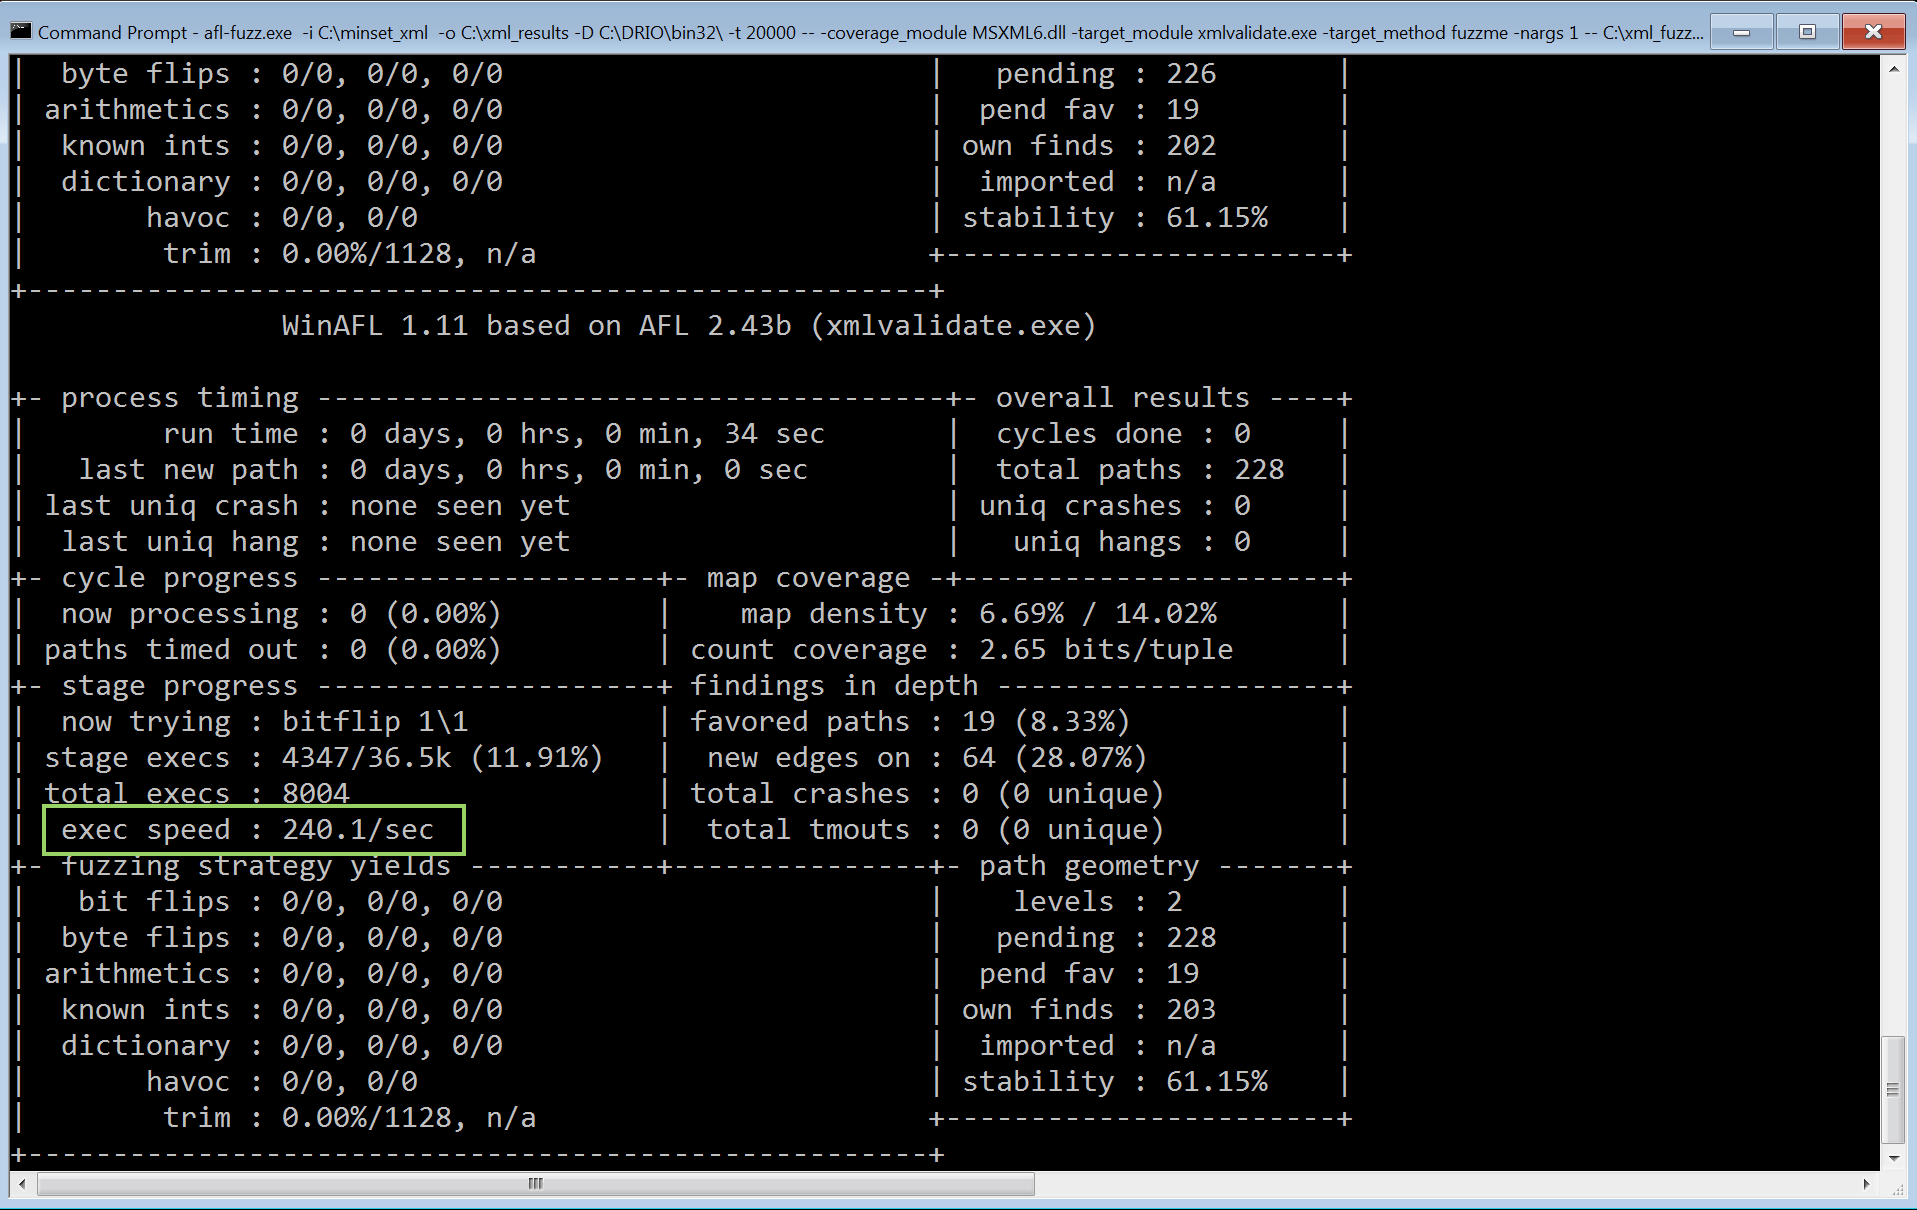 Command Prompt - afl-fuzz.exe  -i C:\minset_xml  -o C:\xml_results -D C:\DRIO\bin32\ -t 20000 -- -coverage_module MSXML6.dll -target_module xmlvalidate.exe -target_method fuzzme -nargs 1 -- C:\xml_fuzz...
|  byte flips : 0/0, 0/0, 0/0                         |   pending : 226       |
| arithmetics : 0/0, 0/0, 0/0                         |  pend fav : 19        |
|  known ints : 0/0, 0/0, 0/0                         | own finds : 202       |
|  dictionary : 0/0, 0/0, 0/0                         |  imported : n/a       |
|       havoc : 0/0, 0/0                              | stability : 61.15%    |
|        trim : 0.00%/1128, n/a                       +-----------------------+
+-----------------------------------------------------+
                WinAFL 1.11 based on AFL 2.43b (xmlvalidate.exe)
+- process timing -------------------------------------+- overall results ----+
|        run time : 0 days, 0 hrs, 0 min, 34 sec       |  cycles done : 0     |
|   last new path : 0 days, 0 hrs, 0 min, 0 sec        |  total paths : 228   |
| last uniq crash : none seen yet                      | uniq crashes : 0     |
|  last uniq hang : none seen yet                      |   uniq hangs : 0     |
+- cycle progress --------------------+- map coverage -+----------------------+
|  now processing : 0 (0.00%)         |    map density : 6.69% / 14.02%       |
| paths timed out : 0 (0.00%)         | count coverage : 2.65 bits/tuple      |
+- stage progress --------------------+ findings in depth --------------------+
|  now trying : bitflip 1\1           | favored paths : 19 (8.33%)            |
| stage execs : 4347/36.5k (11.91%)   |  new edges on : 64 (28.07%)           |
| total execs : 8004                  | total crashes : 0 (0 unique)          |
|  exec speed : 240.1/sec             |  total tmouts : 0 (0 unique)          |
+- fuzzing strategy yields -----------+---------------+- path geometry -------+
|   bit flips : 0/0, 0/0, 0/0                         |    levels : 2         |
|  byte flips : 0/0, 0/0, 0/0                         |   pending : 228       |
| arithmetics : 0/0, 0/0, 0/0                         |  pend fav : 19        |
|  known ints : 0/0, 0/0, 0/0                         | own finds : 203       |
|  dictionary : 0/0, 0/0, 0/0                         |  imported : n/a       |
|       havoc : 0/0, 0/0                              | stability : 61.15%    |
|        trim : 0.00%/1128, n/a                       +-----------------------+
+-----------------------------------------------------+